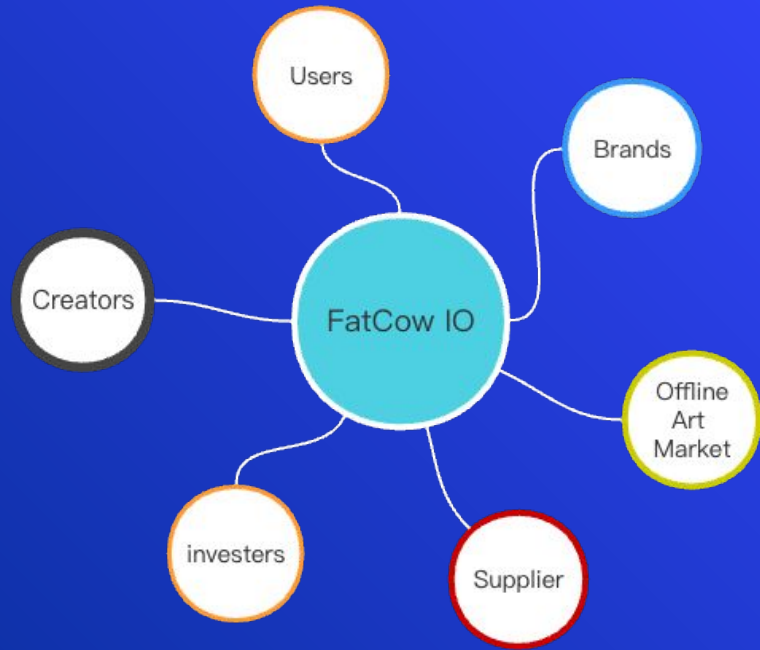 Users
Brands
Creators
FatCow IO
Offline
Art
Market
investers
Supplier